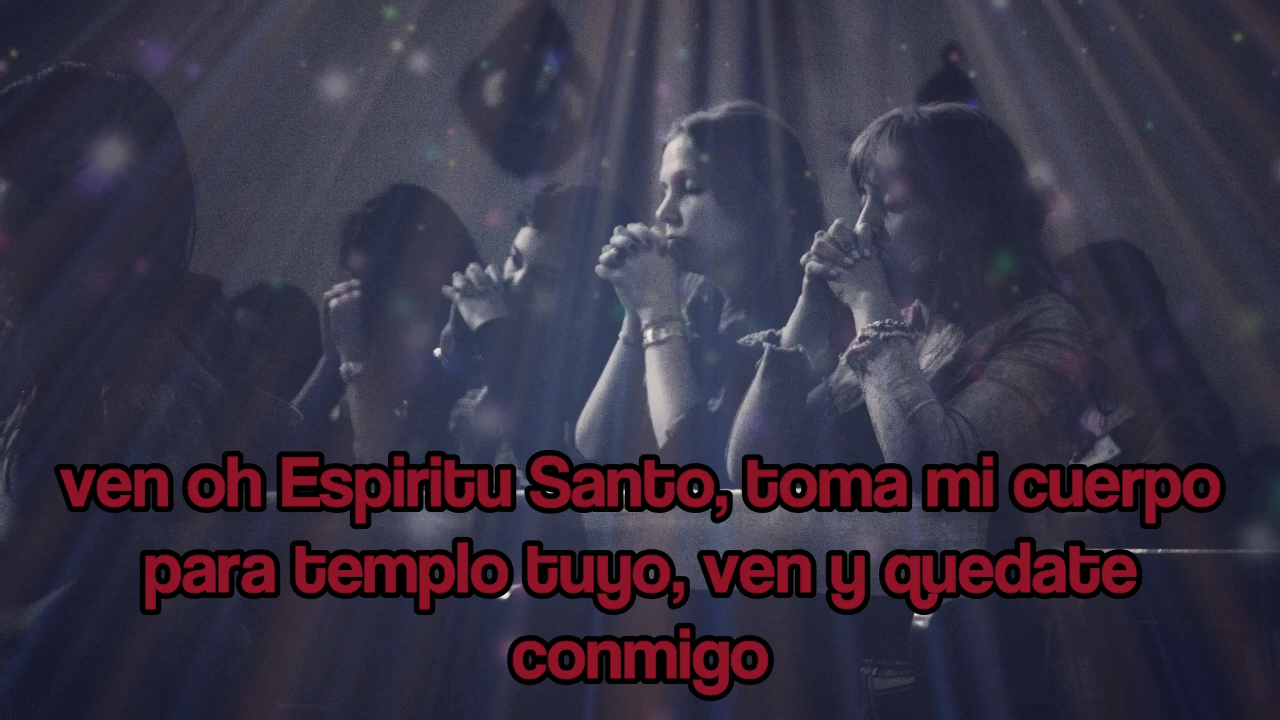 ven oh Espiritu Santo, toma mi cuerpo
para templo tuyo, ven y quedate
conmigo